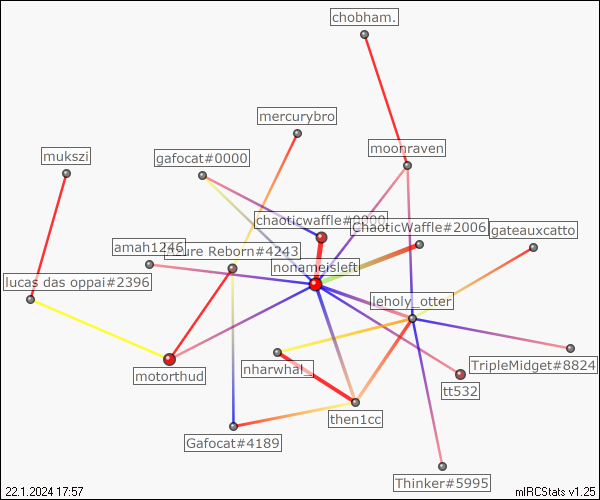 chobham.
mercurybro
moonraven
mukszi
gafocat#0000
chaoticwaffle#0000
ChaoticWaffle#2006
gateauxcatto
amah1246
Azure Reborn#4243
nonameisleft
lucas das oppai#2396
leholy_otter
TripleMidget#8824
motorthud
nharwhal_
tt532
then1cc
Gafocat#4189
Thinker#5995
22.1.2024 17:57
mIRCStats v1.25